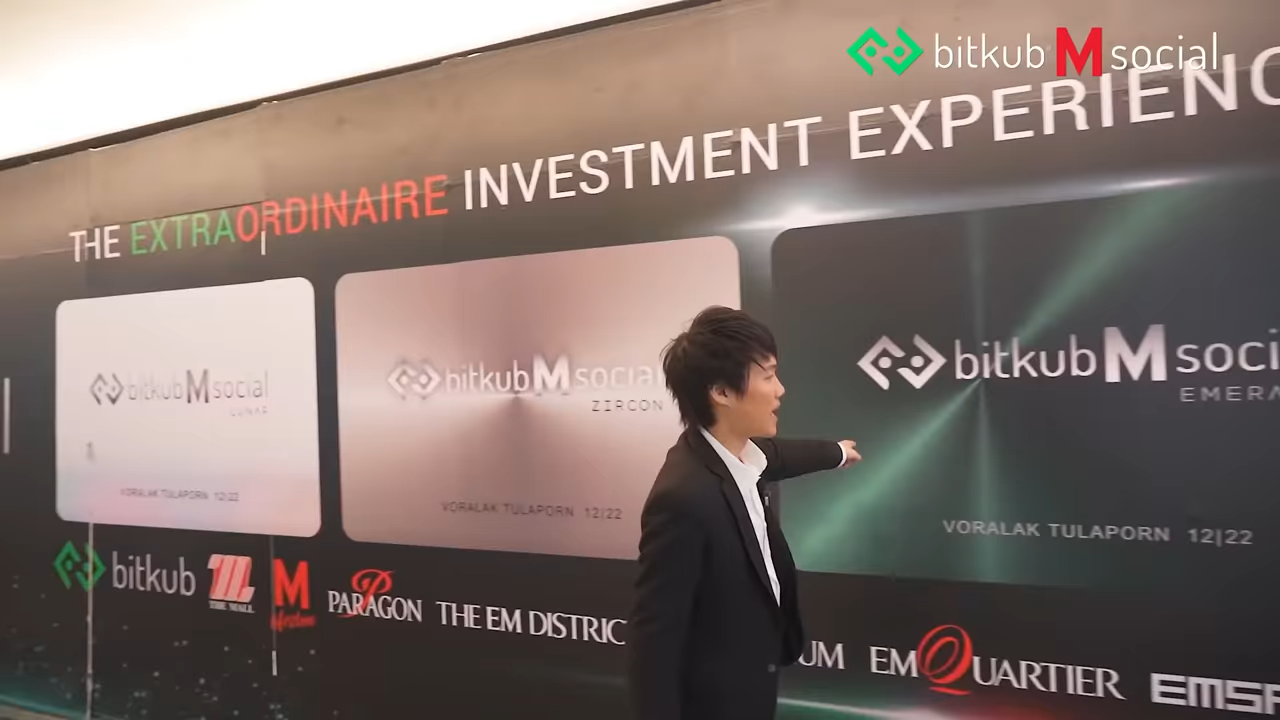 bitkub M social
THE EXTRAORDINAIRE INVESTMENT EXPERIENC
bitkub M social
LUNAR
VORALAK TULAPORN 12|22
bitkub M social
ZIRCON
VORALAK TULAPORN 12|22
bitkub M soci
EMERA
VORALAK TULAPORN 12|22
bitkub THE MALL M PARAGON THE EM DISTRIC UM EMQUARTIER EMSP